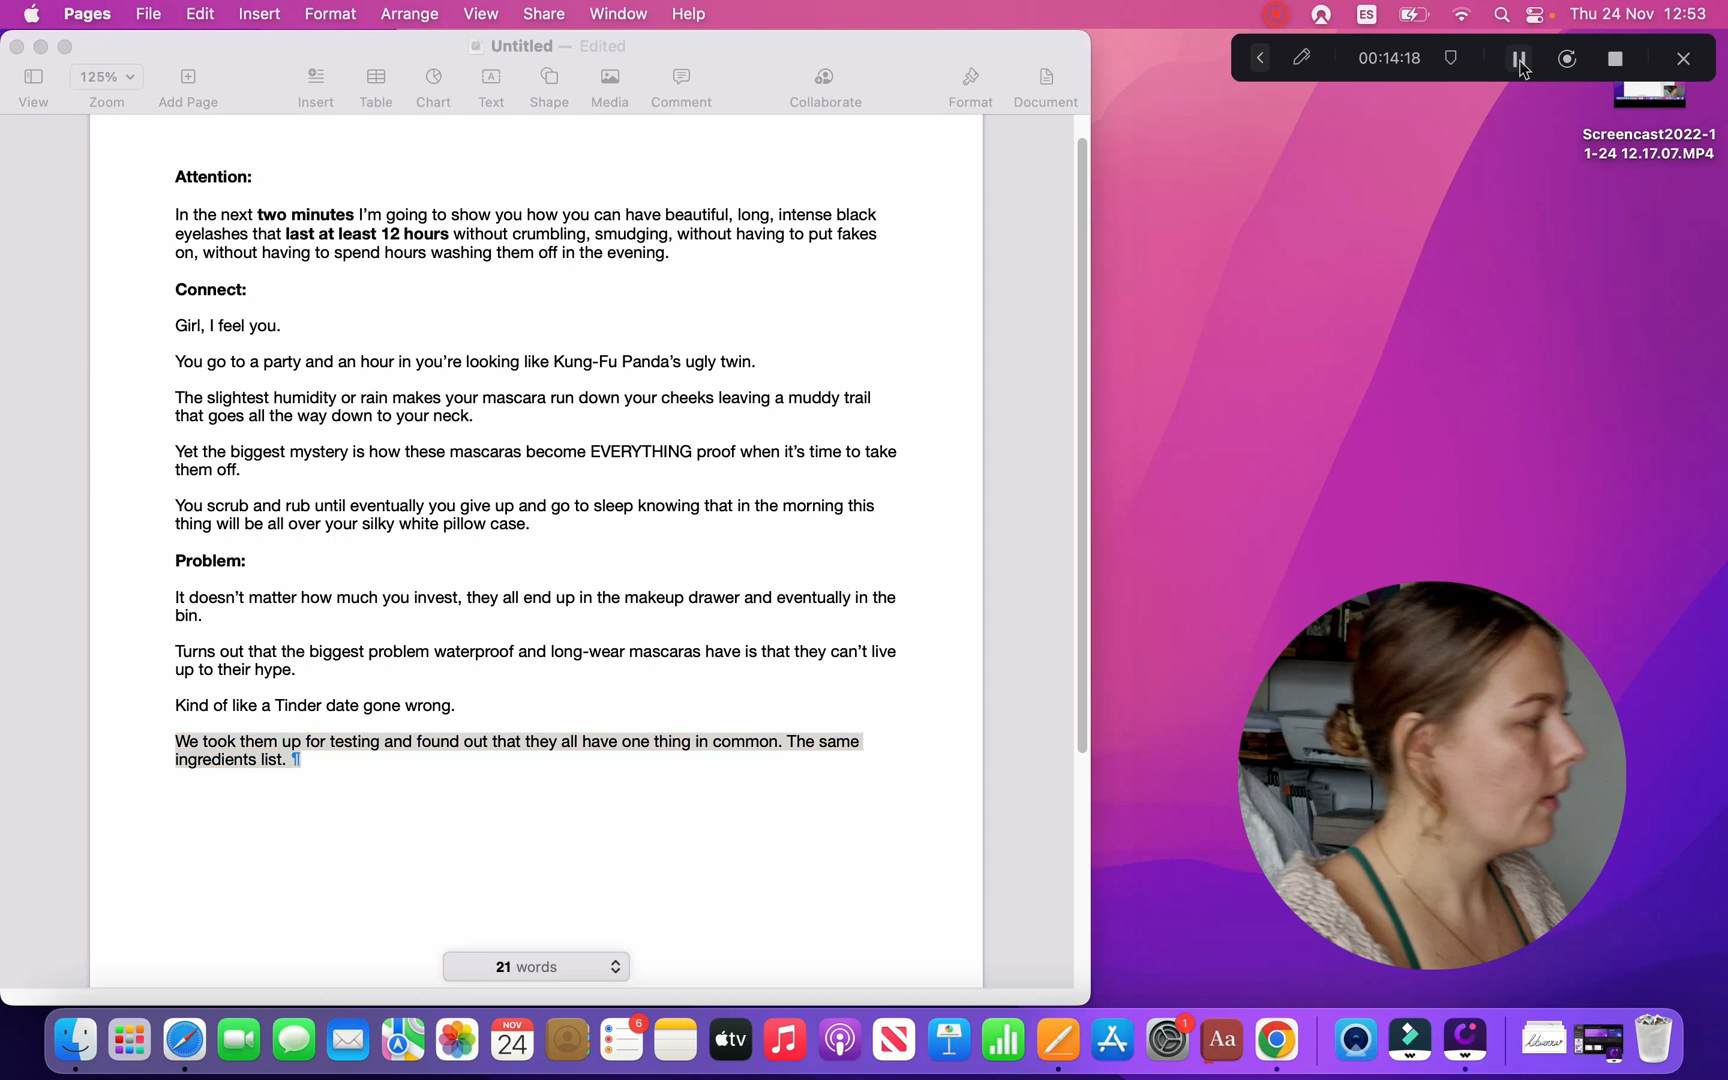 Pages File Edit Insert Format Arrange View Share Window Help
ES
Thu 24 Nov 12:53
Untitled — Edited
00:14:18
125%
View Zoom Add Page Insert Table Chart Text Shape Media Comment Collaborate Format Document
Screencast2022-1
1-24 12.17.07.MP4
Attention:
In the next two minutes I'm going to show you how you can have beautiful, long, intense black
eyelashes that last at least 12 hours without crumbling, smudging, without having to put fakes
on, without having to spend hours washing them off in the evening.
Connect:
Girl, I feel you.
You go to a party and an hour in you're looking like Kung-Fu Panda's ugly twin.
The slightest humidity or rain makes your mascara run down your cheeks leaving a muddy trail
that goes all the way down to your neck.
Yet the biggest mystery is how these mascaras become EVERYTHING proof when it's time to take
them off.
You scrub and rub until eventually you give up and go to sleep knowing that in the morning this
thing will be all over your silky white pillow case.
Problem:
It doesn't matter how much you invest, they all end up in the makeup drawer and eventually in the
bin.
Turns out that the biggest problem waterproof and long-wear mascaras have is that they can't live
up to their hype.
Kind of like a Tinder date gone wrong.
We took them up for testing and found out that they all have one thing in common. The same
ingredients list. ¶
21 words
6
NOV
24
tv
1
Aa